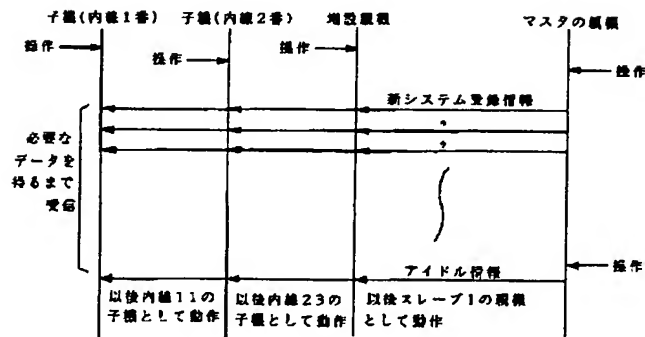 子機(内線1番) 子機(内線2番) 増設親機 マスタの親機
操作
操作
操作
操作
新システム登録情報
〃
〃
必要な
データを
得るまで
受信
操作
アイドル情報
以後内線11の
子機として動作
以後内線23の
子機として動作
以後スレーブ1の親機
として動作